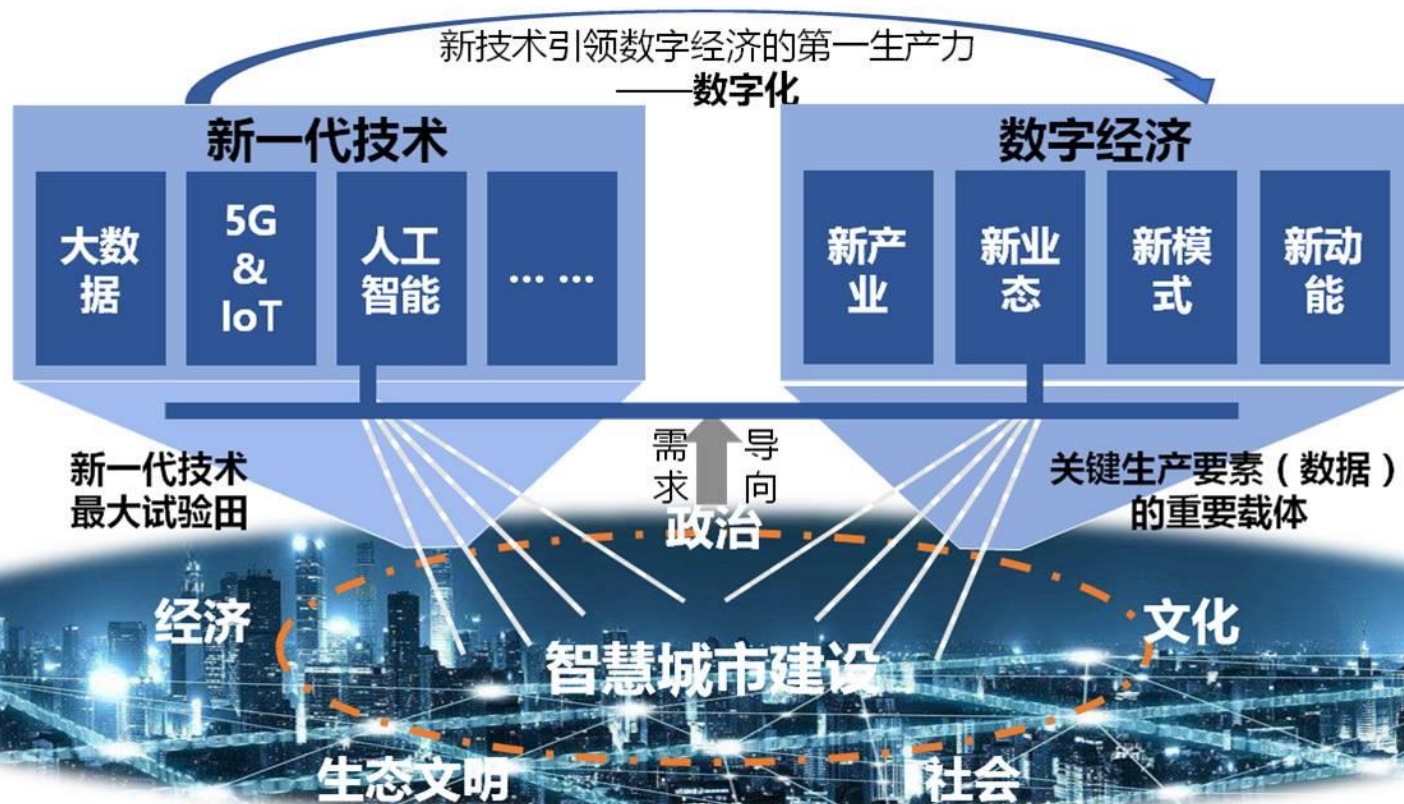 新技术引领数字经济的第一生产力
——数字化
新一代技术
大数
据
5G
&
IoT
人工
智能
... ...
数字经济
新产
业
新业
态
新模
式
新动
能
新一代技术
最大试验田
需 导
求 向
关键生产要素（数据）
的重要载体
政治
经济
文化
智慧城市建设
生态文明
社会